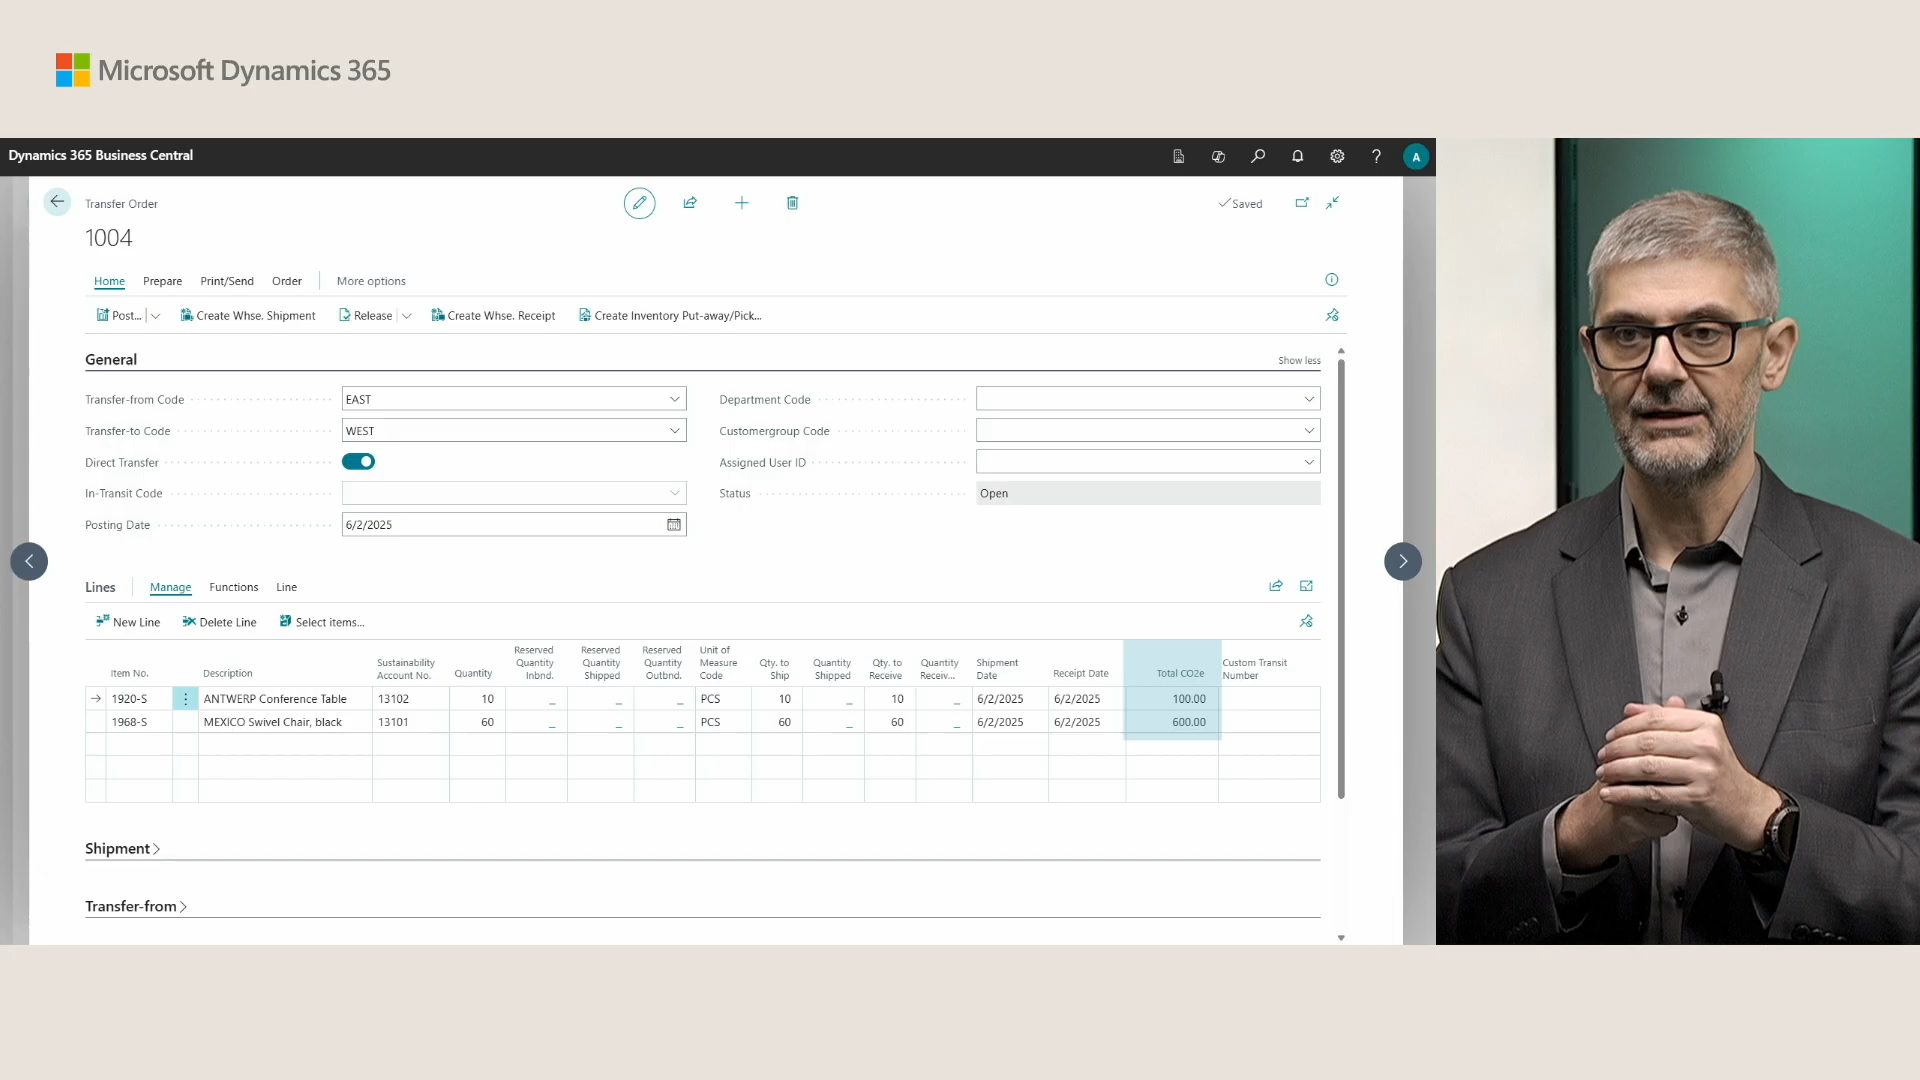 Microsoft Dynamics 365
Dynamics 365 Business Central
A
Transfer Order
Saved
1004
Home Prepare Print/Send Order More options
Post... Create Whse. Shipment Release Create Whse. Receipt Create Inventory Put-away/Pick...
General Show less
Transfer-from Code EAST Department Code
Transfer-to Code WEST Customergroup Code
Direct Transfer Assigned User ID
In-Transit Code Status Open
Posting Date 6/2/2025
Lines Manage Functions Line
New Line Delete Line Select items...
Item No. Description Sustainability Account No. Quantity Reserved Quantity Inbnd. Reserved Quantity Shipped Reserved Quantity Outbnd. Unit of Measure Code Qty. to Ship Quantity Shipped Qty. to Receive Quantity Receiv... Shipment Date Receipt Date Total CO2e Custom Transit Number
1920-S ANTWERP Conference Table 13102 10 _ _ _ PCS 10 _ 10 _ 6/2/2025 6/2/2025 100.00
1968-S MEXICO Swivel Chair, black 13101 60 _ _ _ PCS 60 _ 60 _ 6/2/2025 6/2/2025 600.00
Shipment
Transfer-from